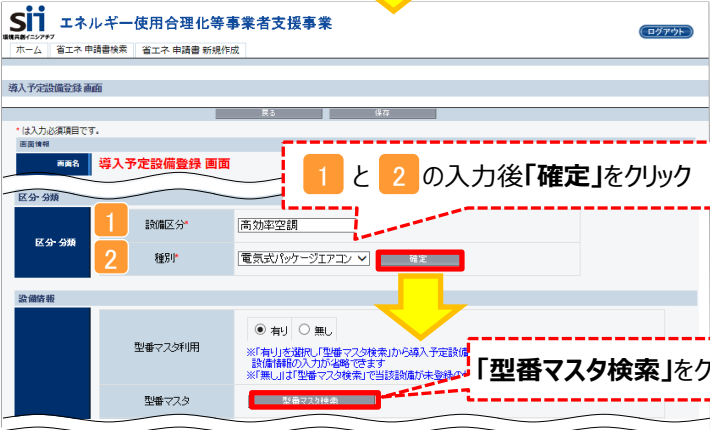 Sii エネルギー使用合理化等事業者支援事業
環境共創イニシアチブ
ログアウト
ホーム 省エネ 申請書検索 省エネ 申請書 新規作成
導入予定設備登録 画面
戻る 保存
* は入力必須項目です。
画面情報
画面名 導入予定設備登録 画面
1 と 2 の入力後「確定」をクリック
区分・分類
区分・分類
1 設備区分* 高効率空調
2 種別* 電気式パッケージエアコン 確定
設備情報
型番マスタ利用 有り 無し
※「有り」を選択し「型番マスタ検索」から導入予定設備
設備情報の入力が省略できます
※「無し」は「型番マスタ検索」で当該設備が未登録の
「型番マスタ検索」をク
型番マスタ 型番マスタ検索